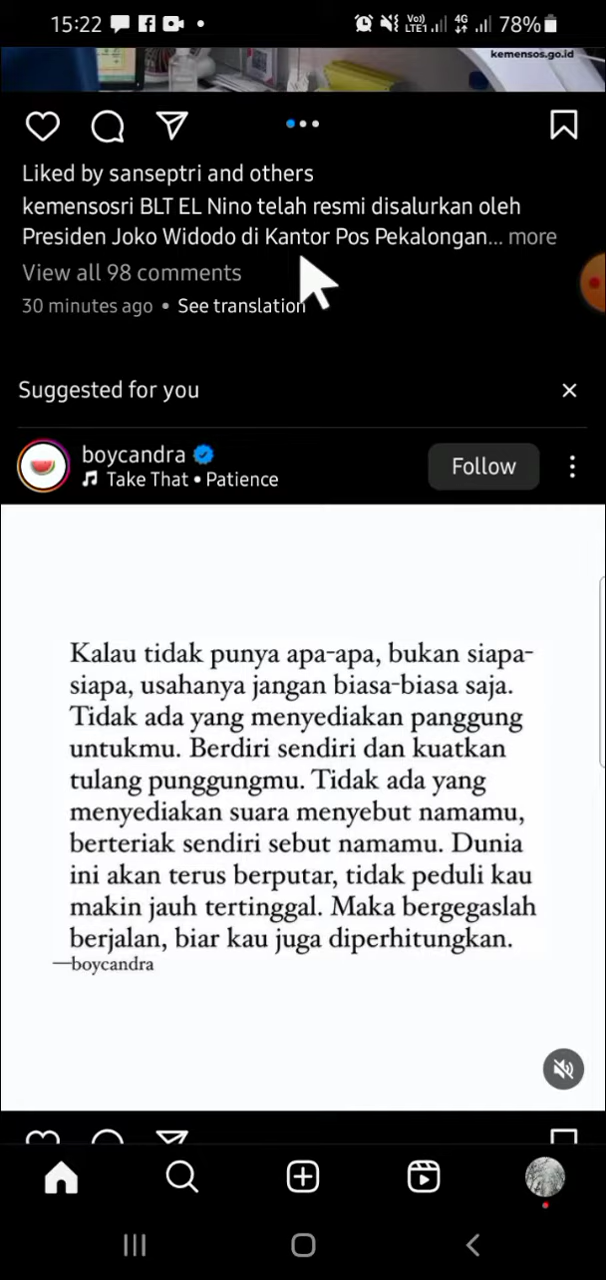 15:22
Vo)) LTE1 4G 78%
kemensos.go.id
Liked by sanseptri and others
kemensosri BLT EL Nino telah resmi disalurkan oleh
Presiden Joko Widodo di Kantor Pos Pekalongan... more
View all 98 comments
30 minutes ago • See translation
Suggested for you
boycandra
Take That • Patience
Follow
Kalau tidak punya apa-apa, bukan siapa-
siapa, usahanya jangan biasa-biasa saja.
Tidak ada yang menyediakan panggung
untukmu. Berdiri sendiri dan kuatkan
tulang punggungmu. Tidak ada yang
menyediakan suara menyebut namamu,
berteriak sendiri sebut namamu. Dunia
ini akan terus berputar, tidak peduli kau
makin jauh tertinggal. Maka bergegaslah
berjalan, biar kau juga diperhitungkan.
—boycandra